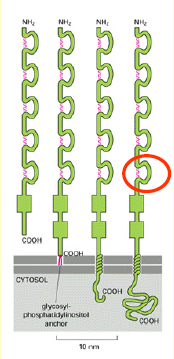 NH₂ NH₂ NH₂ NH₂
COOH
COOH
CYTOSOL
COOH
COOH
glycosyl-
phosphatidylinositol
anchor
10 nm